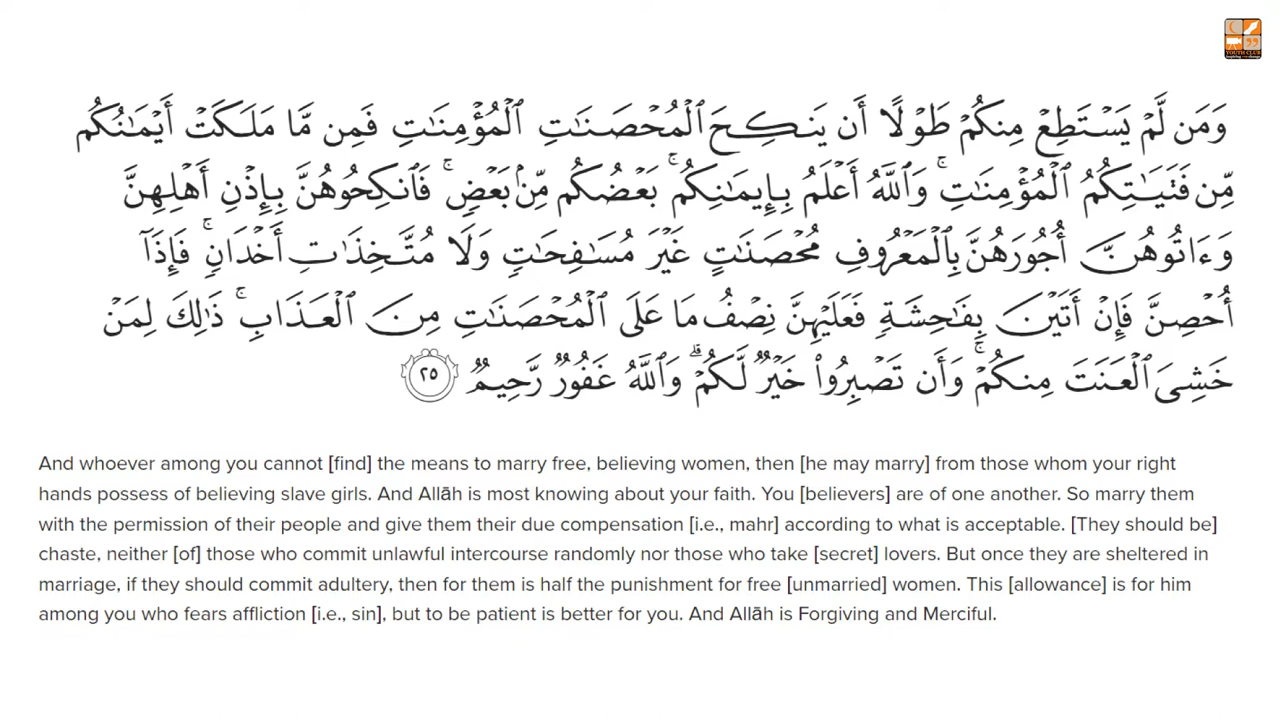 وَمَن لَّمْ يَسْتَطِعْ مِنكُمْ طَوْلًا أَن يَنكِحَ ٱلْمُحْصَنَـٰتِ ٱلْمُؤْمِنَـٰتِ فَمِن مَّا مَلَكَتْ أَيْمَـٰنُكُم
مِّن فَتَيَـٰتِكُمُ ٱلْمُؤْمِنَـٰتِ ۚ وَٱللَّهُ أَعْلَمُ بِإِيمَـٰنِكُم ۚ بَعْضُكُم مِّنۢ بَعْضٍ ۚ فَٱنكِحُوهُنَّ بِإِذْنِ أَهْلِهِنَّ
وَءَاتُوهُنَّ أُجُورَهُنَّ بِٱلْمَعْرُوفِ مُحْصَنَـٰتٍ غَيْرَ مُسَـٰفِحَـٰتٍ وَلَا مُتَّخِذَٰتِ أَخْدَانٍ ۚ فَإِذَآ
أُحْصِنَّ فَإِنْ أَتَيْنَ بِفَـٰحِشَةٍ فَعَلَيْهِنَّ نِصْفُ مَا عَلَى ٱلْمُحْصَنَـٰتِ مِنَ ٱلْعَذَابِ ۚ ذَٰلِكَ لِمَنْ
خَشِىَ ٱلْعَنَتَ مِنكُمْ ۚ وَأَن تَصْبِرُوا۟ خَيْرٌ لَّكُمْ ۗ وَٱللَّهُ غَفُورٌ رَّحِيمٌ ٢٥
And whoever among you cannot [find] the means to marry free, believing women, then [he may marry] from those whom your right
hands possess of believing slave girls. And Allāh is most knowing about your faith. You [believers] are of one another. So marry them
with the permission of their people and give them their due compensation [i.e., mahr] according to what is acceptable. [They should be]
chaste, neither [of] those who commit unlawful intercourse randomly nor those who take [secret] lovers. But once they are sheltered in
marriage, if they should commit adultery, then for them is half the punishment for free [unmarried] women. This [allowance] is for him
among you who fears affliction [i.e., sin], but to be patient is better for you. And Allāh is Forgiving and Merciful.
YOUTH CLUB